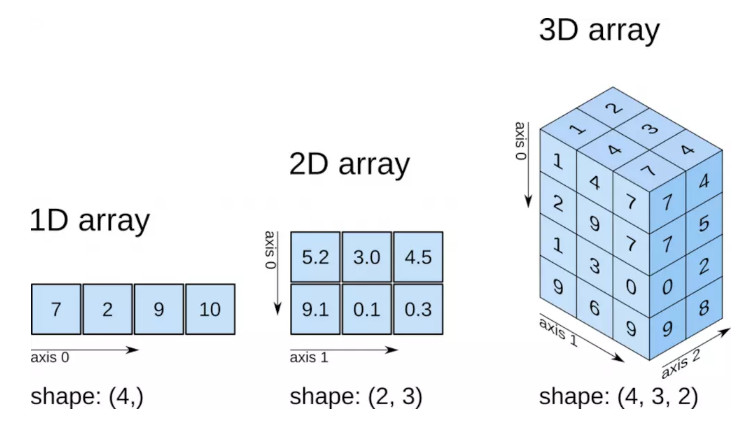 3D array
2D array
1D array
7 2 9 10
axis 0
shape: (4,)
axis 0
5.2 3.0 4.5
9.1 0.1 0.3
axis 1
shape: (2, 3)
axis 0
2
1 3
4 4
7
1 4 7 7 4
2 9 7 7 5
1 3 0 0 2
9 6 9 9 8
axis 1
axis 2
shape: (4, 3, 2)